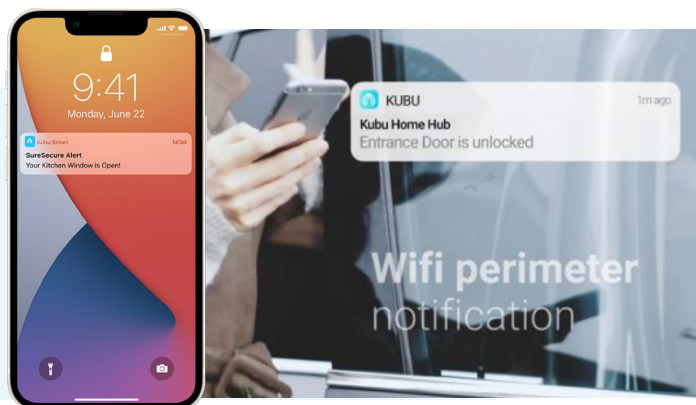 9:41
Monday, June 22
Kubu Smart NOW
SureSecure Alert
Your Kitchen Window is Open!
KUBU 1m ago
Kubu Home Hub
Entrance Door is unlocked
Wifi perimeter
notification